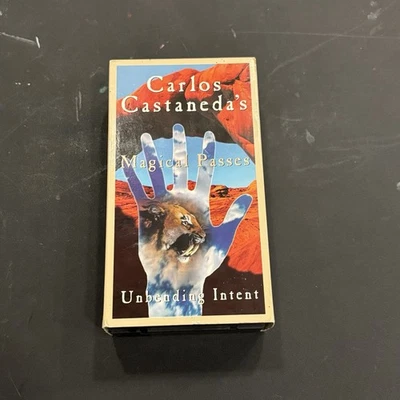 Carlos
Castaneda's
Magical Passes
Unbending Intent